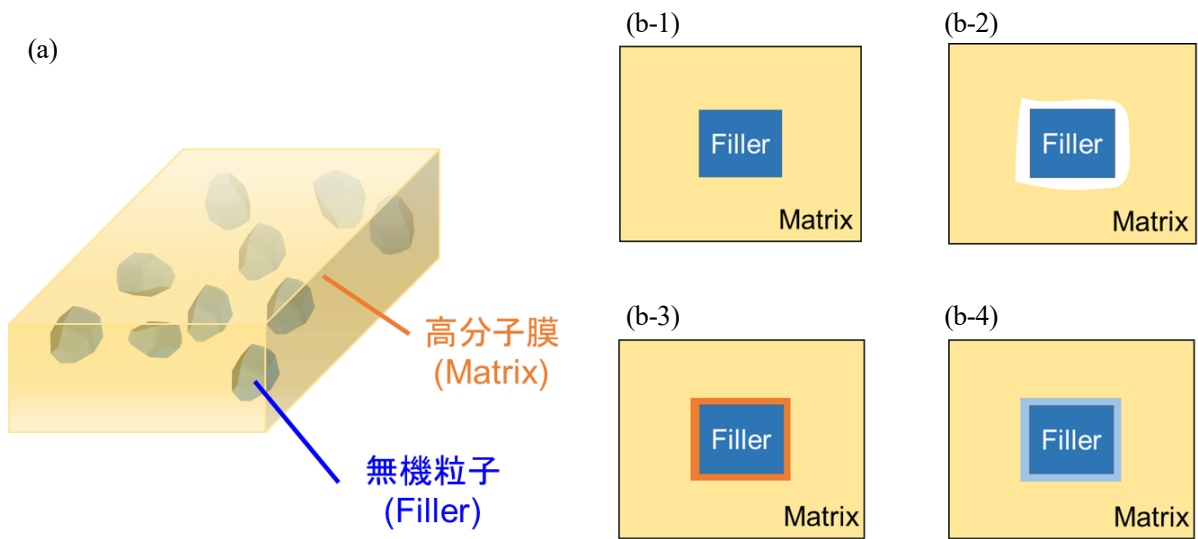 (a)
高分子膜
(Matrix)
無機粒子
(Filler)
(b-1)
Filler
Matrix
(b-2)
Filler
Matrix
(b-3)
Filler
Matrix
(b-4)
Filler
Matrix